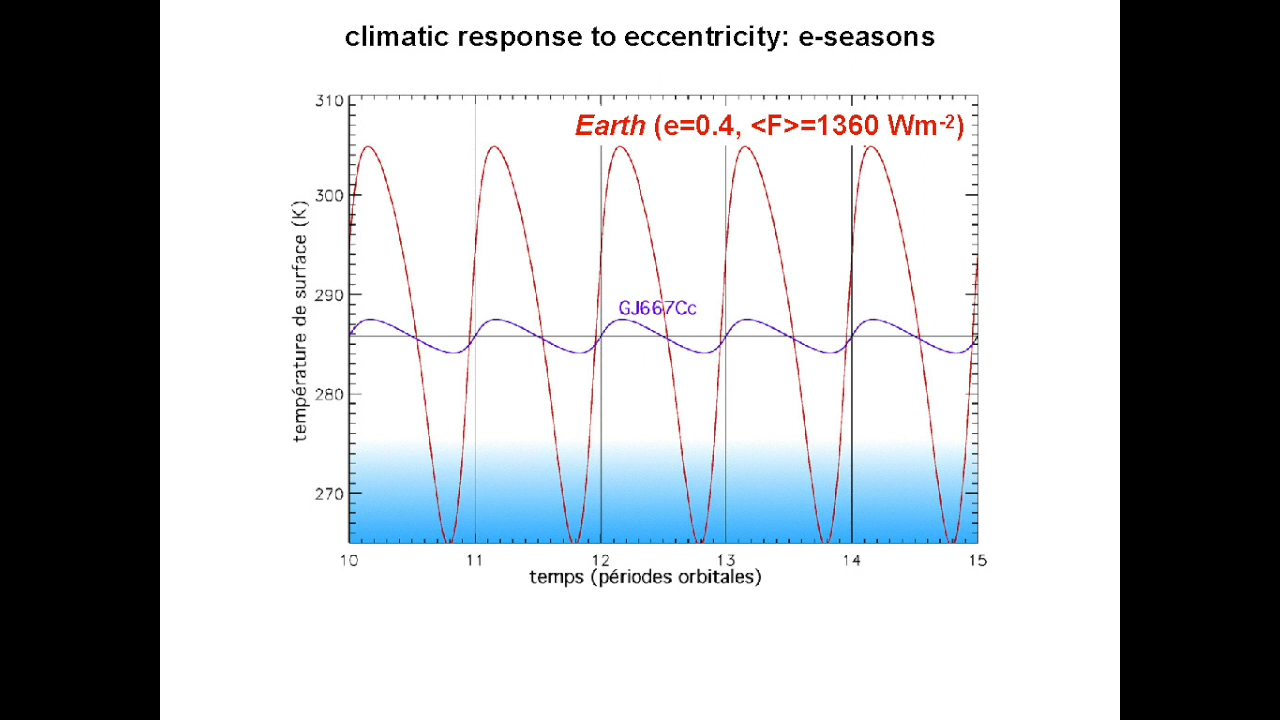 climatic response to eccentricity: e-seasons
310
Earth (e=0.4, <F>=1360 Wm-2)
300
290
GJ667Cc
280
270
température de surface (K)
10 11 12 13 14 15
temps (périodes orbitales)